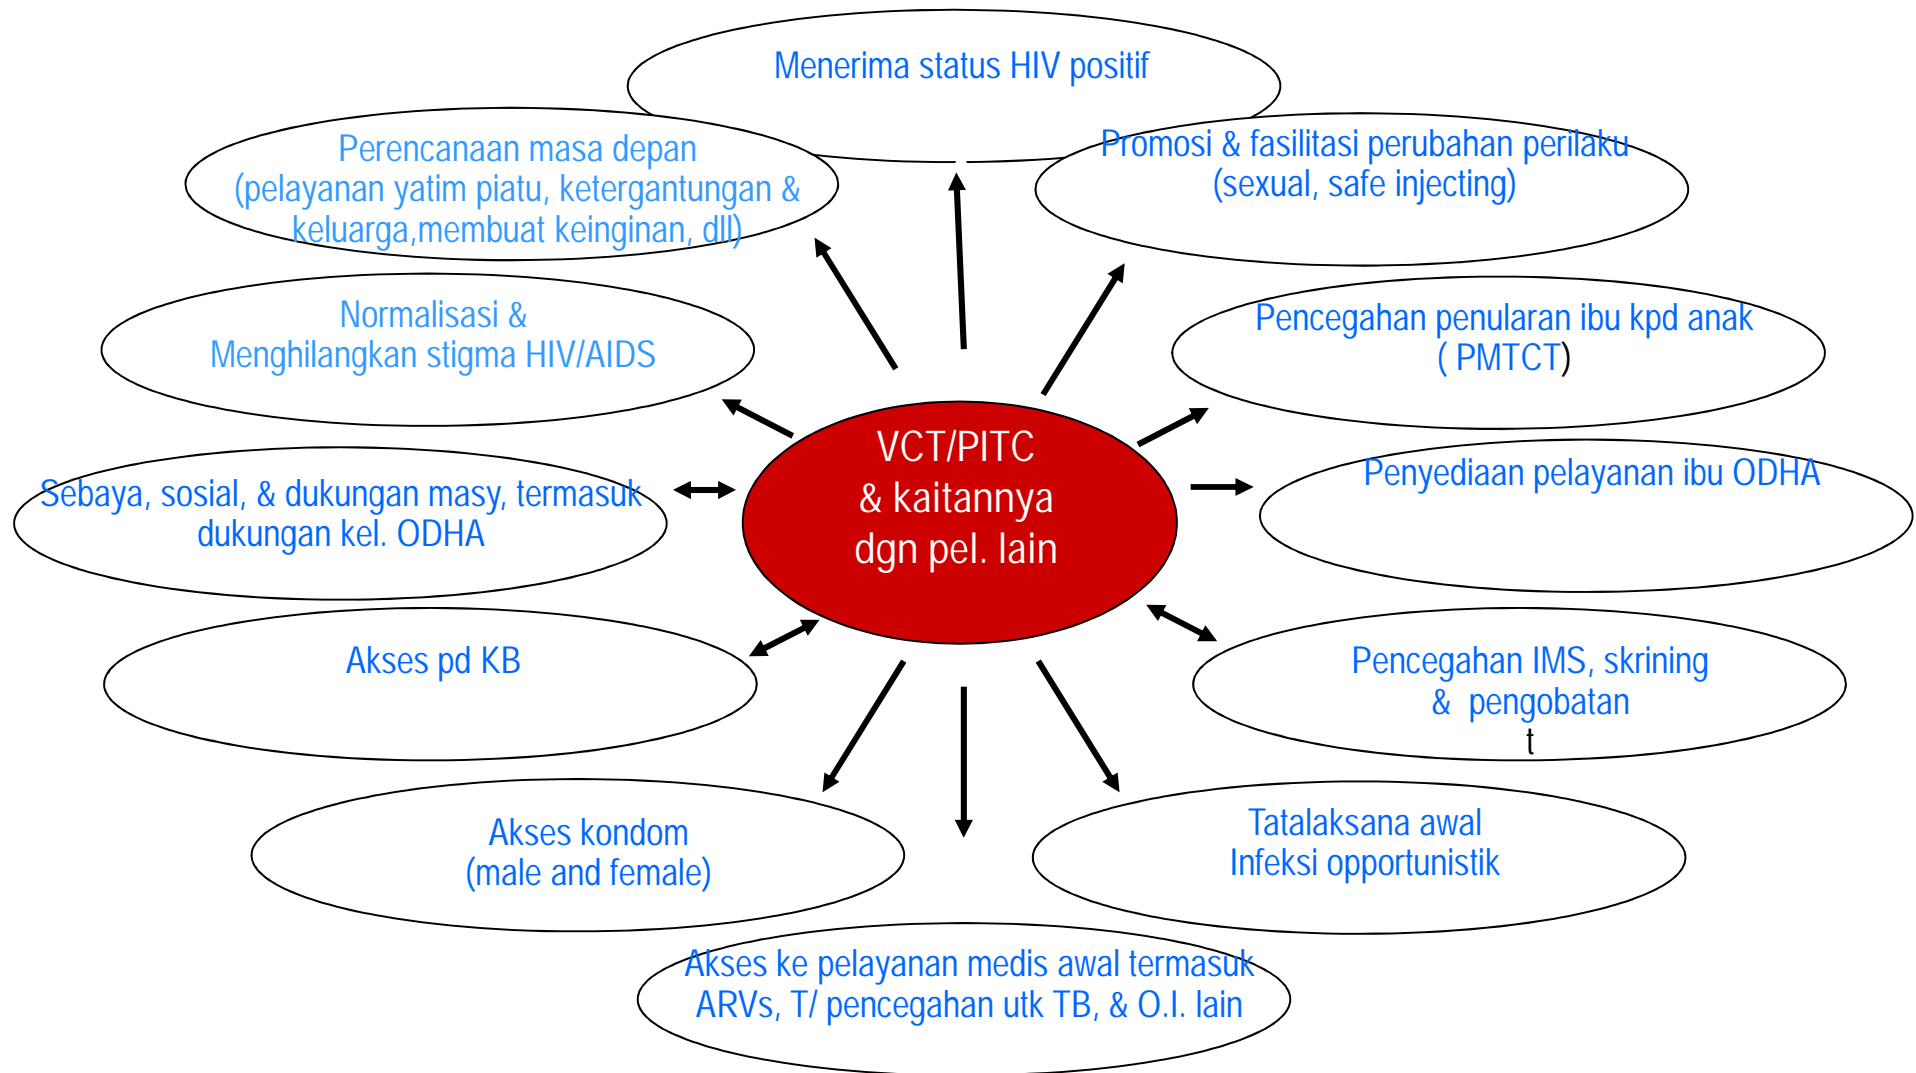 Menerima status HIV positif
Perencanaan masa depan
(pelayanan yatim piatu, ketergantungan &
keluarga,membuat keinginan, dll)
Promosi & fasilitasi perubahan perilaku
(sexual, safe injecting)
Normalisasi &
Menghilangkan stigma HIV/AIDS
Pencegahan penularan ibu kpd anak
( PMTCT)
VCT/PITC
& kaitannya
dgn pel. lain
Sebaya, sosial, & dukungan masy, termasuk
dukungan kel. ODHA
Penyediaan pelayanan ibu ODHA
Akses pd KB
Pencegahan IMS, skrining
& pengobatan
t
Akses kondom
(male and female)
Tatalaksana awal
Infeksi opportunistik
Akses ke pelayanan medis awal termasuk
ARVs, T/ pencegahan utk TB, & O.I. lain